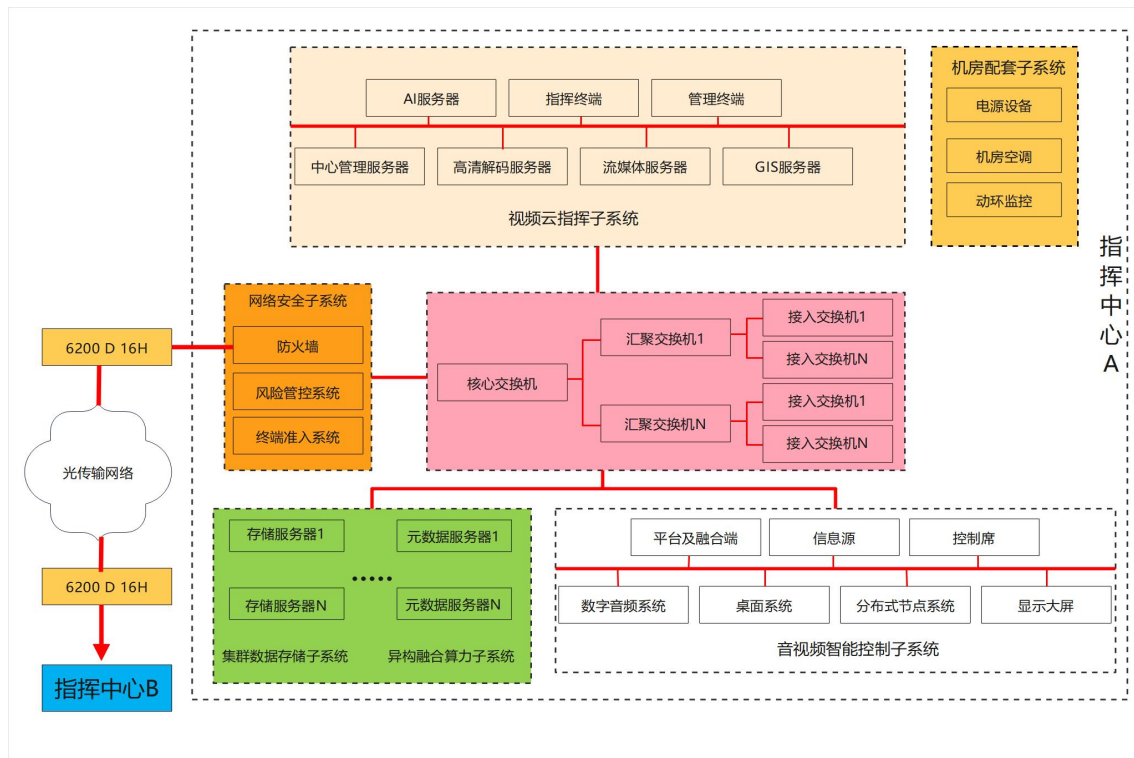 AI服务器
指挥终端
管理终端
中心管理服务器
高清解码服务器
流媒体服务器
GIS服务器
视频云指挥子系统
机房配套子系统
电源设备
机房空调
动环监控
指挥中心A
网络安全子系统
防火墙
风险管控系统
终端准入系统
核心交换机
汇聚交换机1
汇聚交换机N
接入交换机1
接入交换机N
接入交换机1
接入交换机N
6200 D 16H
光传输网络
6200 D 16H
指挥中心B
存储服务器1
元数据服务器1
•••••
存储服务器N
元数据服务器N
集群数据存储子系统
异构融合算力子系统
平台及融合端
信息源
控制席
数字音频系统
桌面系统
分布式节点系统
显示大屏
音视频智能控制子系统